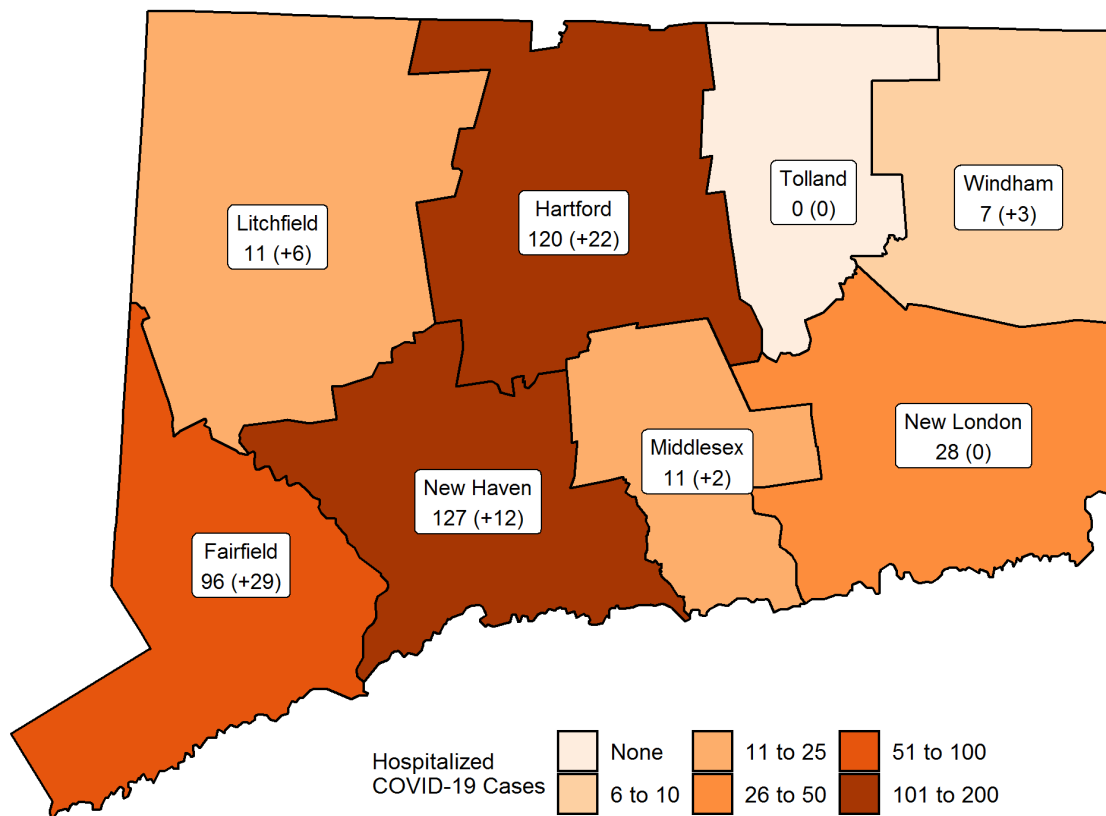 Tolland
0 (0)
Windham
7 (+3)
Hartford
120 (+22)
Litchfield
11 (+6)
New London
28 (0)
Middlesex
11 (+2)
New Haven
127 (+12)
Fairfield
96 (+29)
Hospitalized
COVID-19 Cases
None
6 to 10
11 to 25
26 to 50
51 to 100
101 to 200